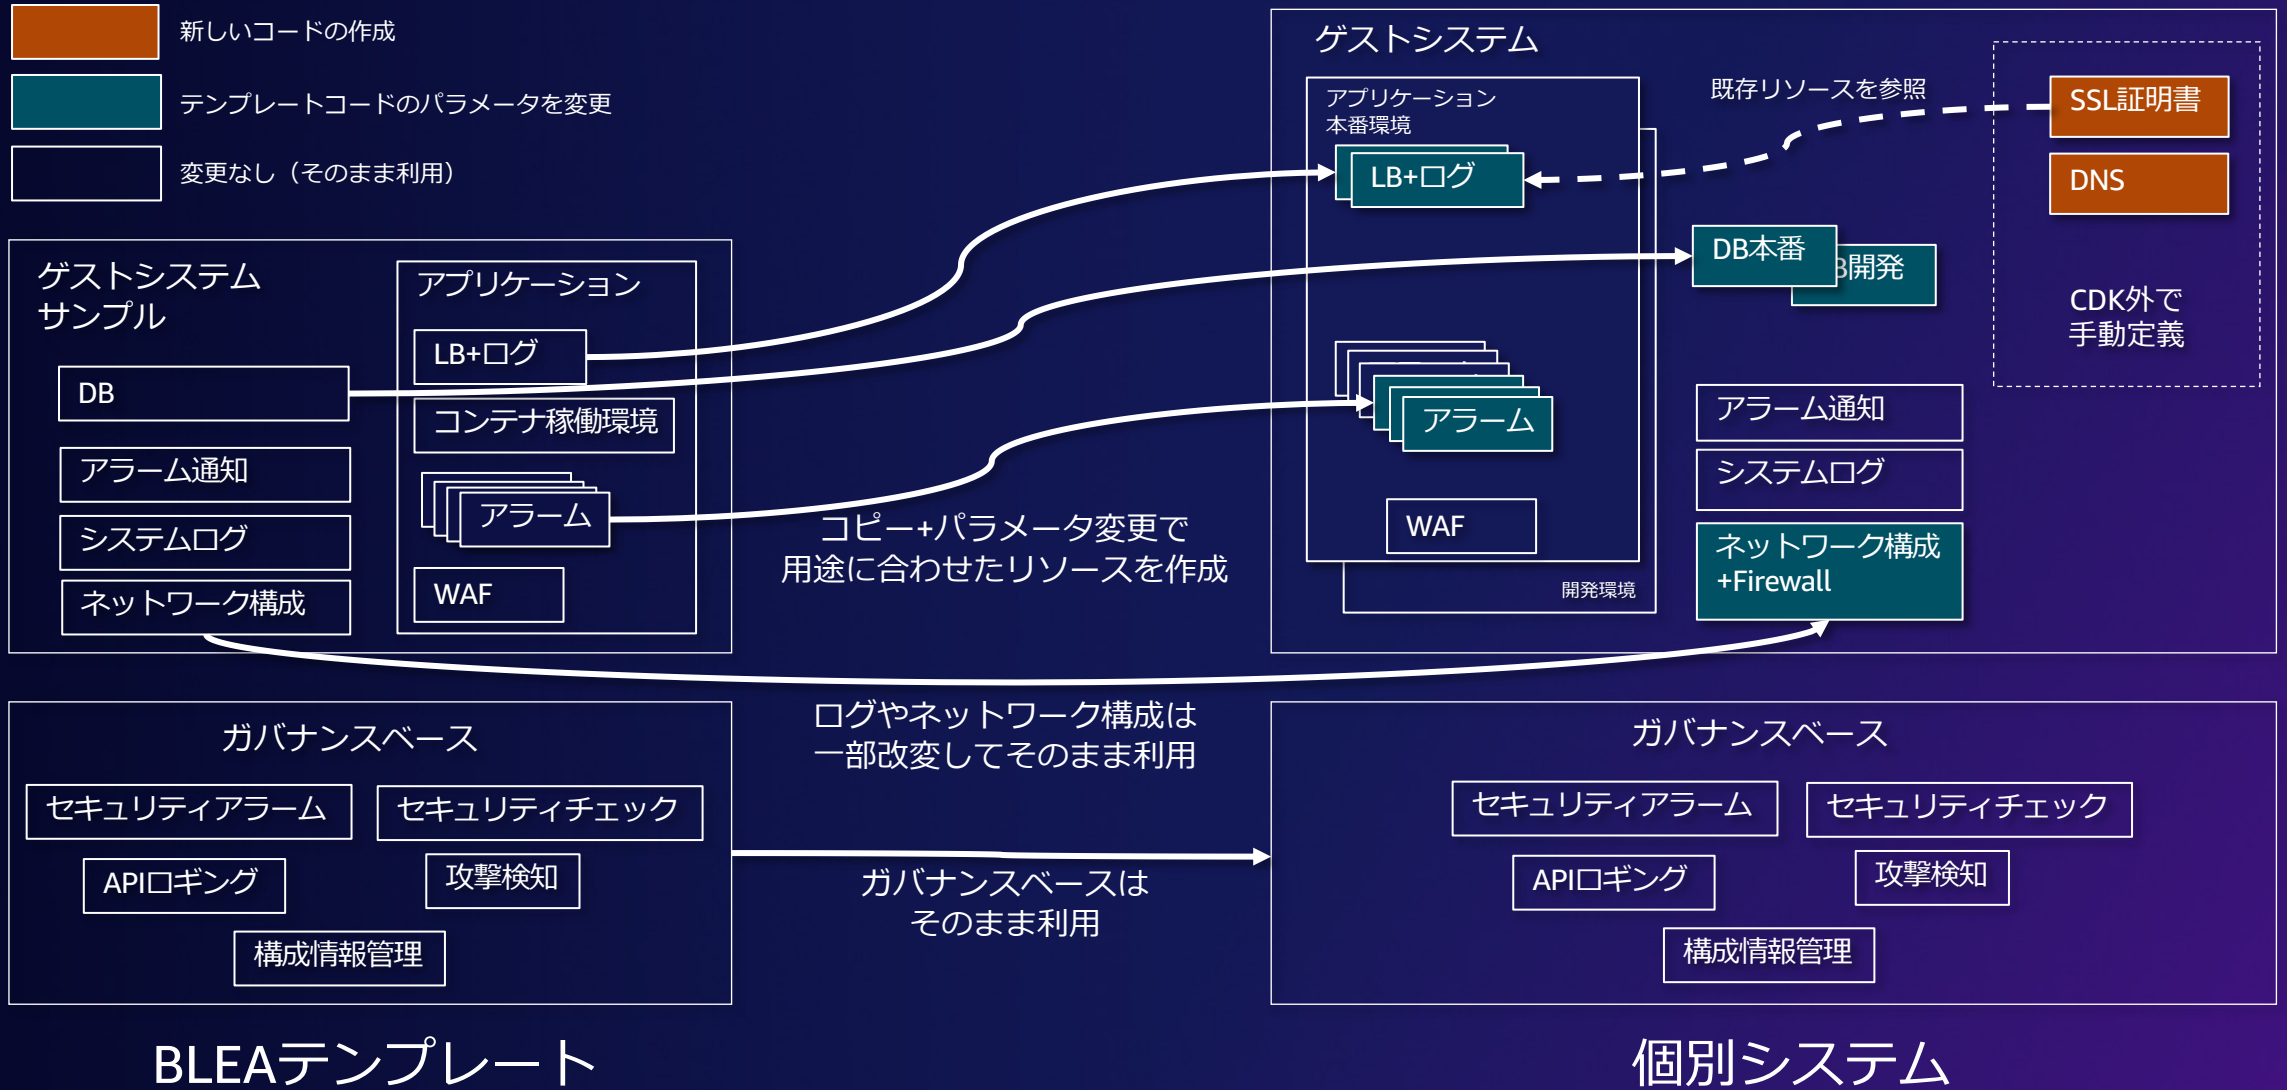 新しいコードの作成
テンプレートコードのパラメータを変更
変更なし（そのまま利用）
ゲストシステム
サンプル
DB
アラーム通知
システムログ
ネットワーク構成
アプリケーション
LB+ログ
コンテナ稼働環境
アラーム
WAF
コピー+パラメータ変更で
用途に合わせたリソースを作成
ゲストシステム
アプリケーション
本番環境
LB+ログ
アラーム
WAF
開発環境
既存リソースを参照
SSL証明書
DNS
CDK外で
手動定義
DB本番
B開発
アラーム通知
システムログ
ネットワーク構成
+Firewall
ログやネットワーク構成は
一部改変してそのまま利用
ガバナンスベース
セキュリティアラーム
セキュリティチェック
APIロギング
攻撃検知
構成情報管理
ガバナンスベースは
そのまま利用
ガバナンスベース
セキュリティアラーム
セキュリティチェック
APIロギング
攻撃検知
構成情報管理
BLEAテンプレート
個別システム